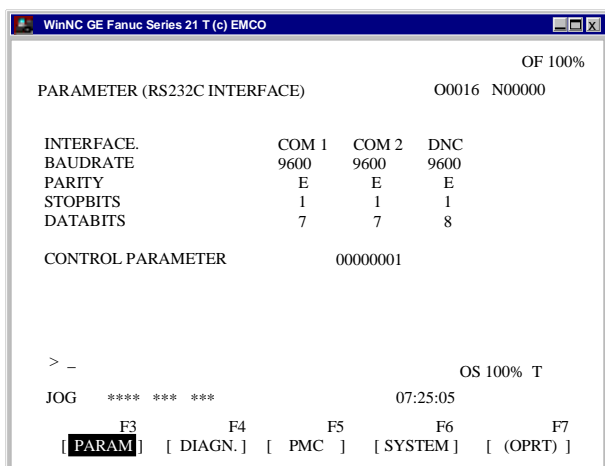 WinNC GE Fanuc Series 21 T (c) EMCO
OF 100%
PARAMETER (RS232C INTERFACE) O0016 N00000
INTERFACE. COM 1 COM 2 DNC
BAUDRATE 9600 9600 9600
PARITY E E E
STOPBITS 1 1 1
DATABITS 7 7 8
CONTROL PARAMETER 00000001
> _
OS 100% T
JOG **** *** *** 07:25:05
F3 F4 F5 F6 F7
[ PARAM ] [ DIAGN. ] [ PMC ] [ SYSTEM ] [ (OPRT) ]